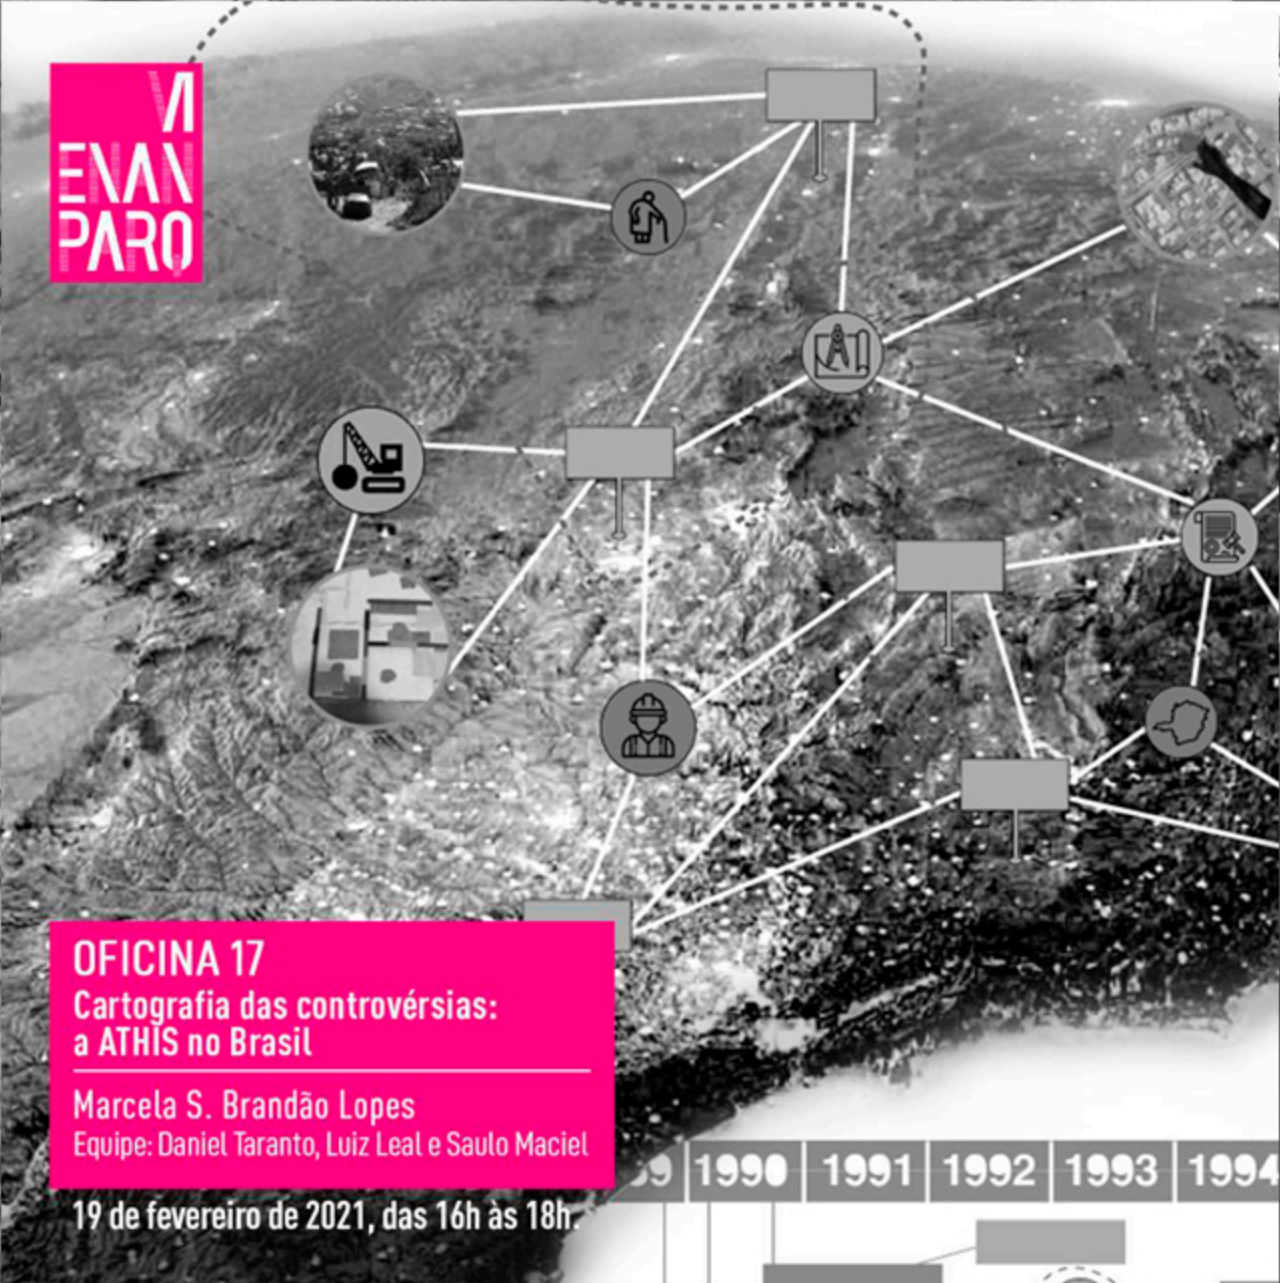 VI
ENAN
PARQ
OFICINA 17
Cartografia das controvérsias:
a ATHIS no Brasil
Marcela S. Brandão Lopes
Equipe: Daniel Taranto, Luiz Leal e Saulo Maciel
1990 1991 1992 1993 1994
19 de fevereiro de 2021, das 16h às 18h.